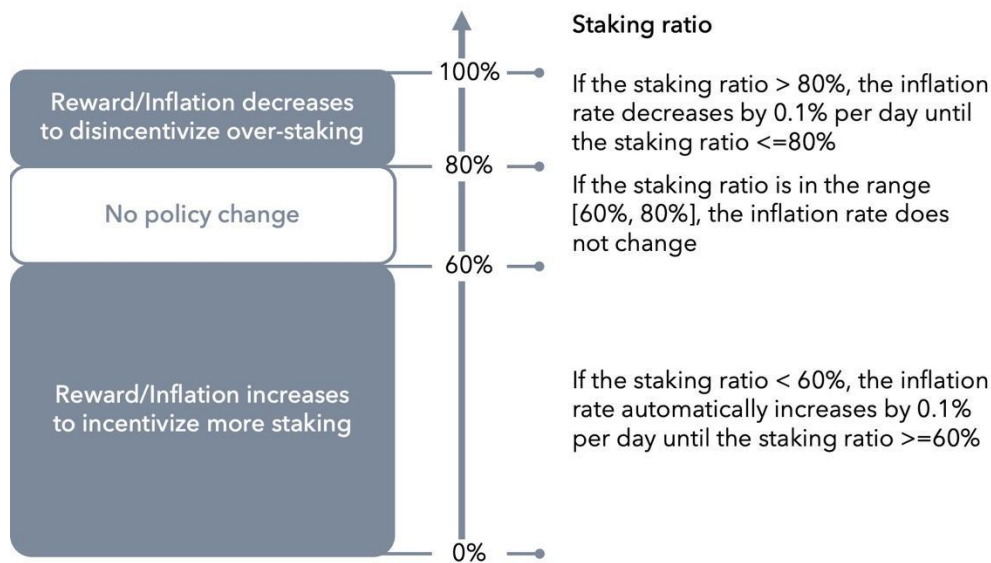 Staking ratio
100%
Reward/Inflation decreases
to disincentivize over-staking
If the staking ratio > 80%, the inflation
rate decreases by 0.1% per day until
the staking ratio <=80%
80%
No policy change
If the staking ratio is in the range
[60%, 80%], the inflation rate does
not change
60%
Reward/Inflation increases
to incentivize more staking
If the staking ratio < 60%, the inflation
rate automatically increases by 0.1%
per day until the staking ratio >=60%
0%